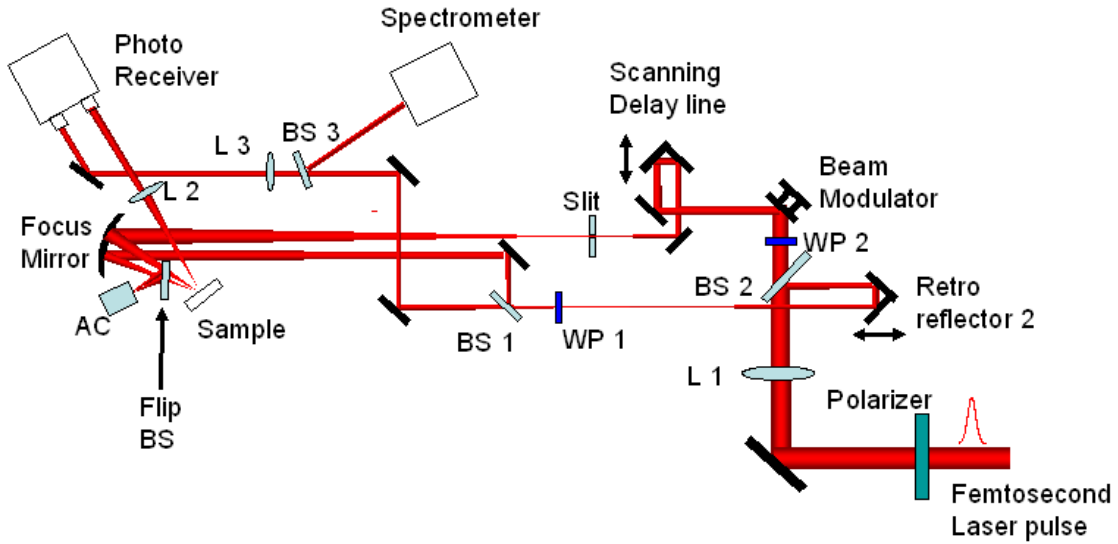 Spectrometer
Photo
Receiver
Scanning
Delay line
BS 3
L 3
Beam
Modulator
L 2
Slit
Focus
Mirror
WP 2
BS 2
Retro
reflector 2
AC
Sample
BS 1
WP 1
L 1
Flip
BS
Polarizer
Femtosecond
Laser pulse